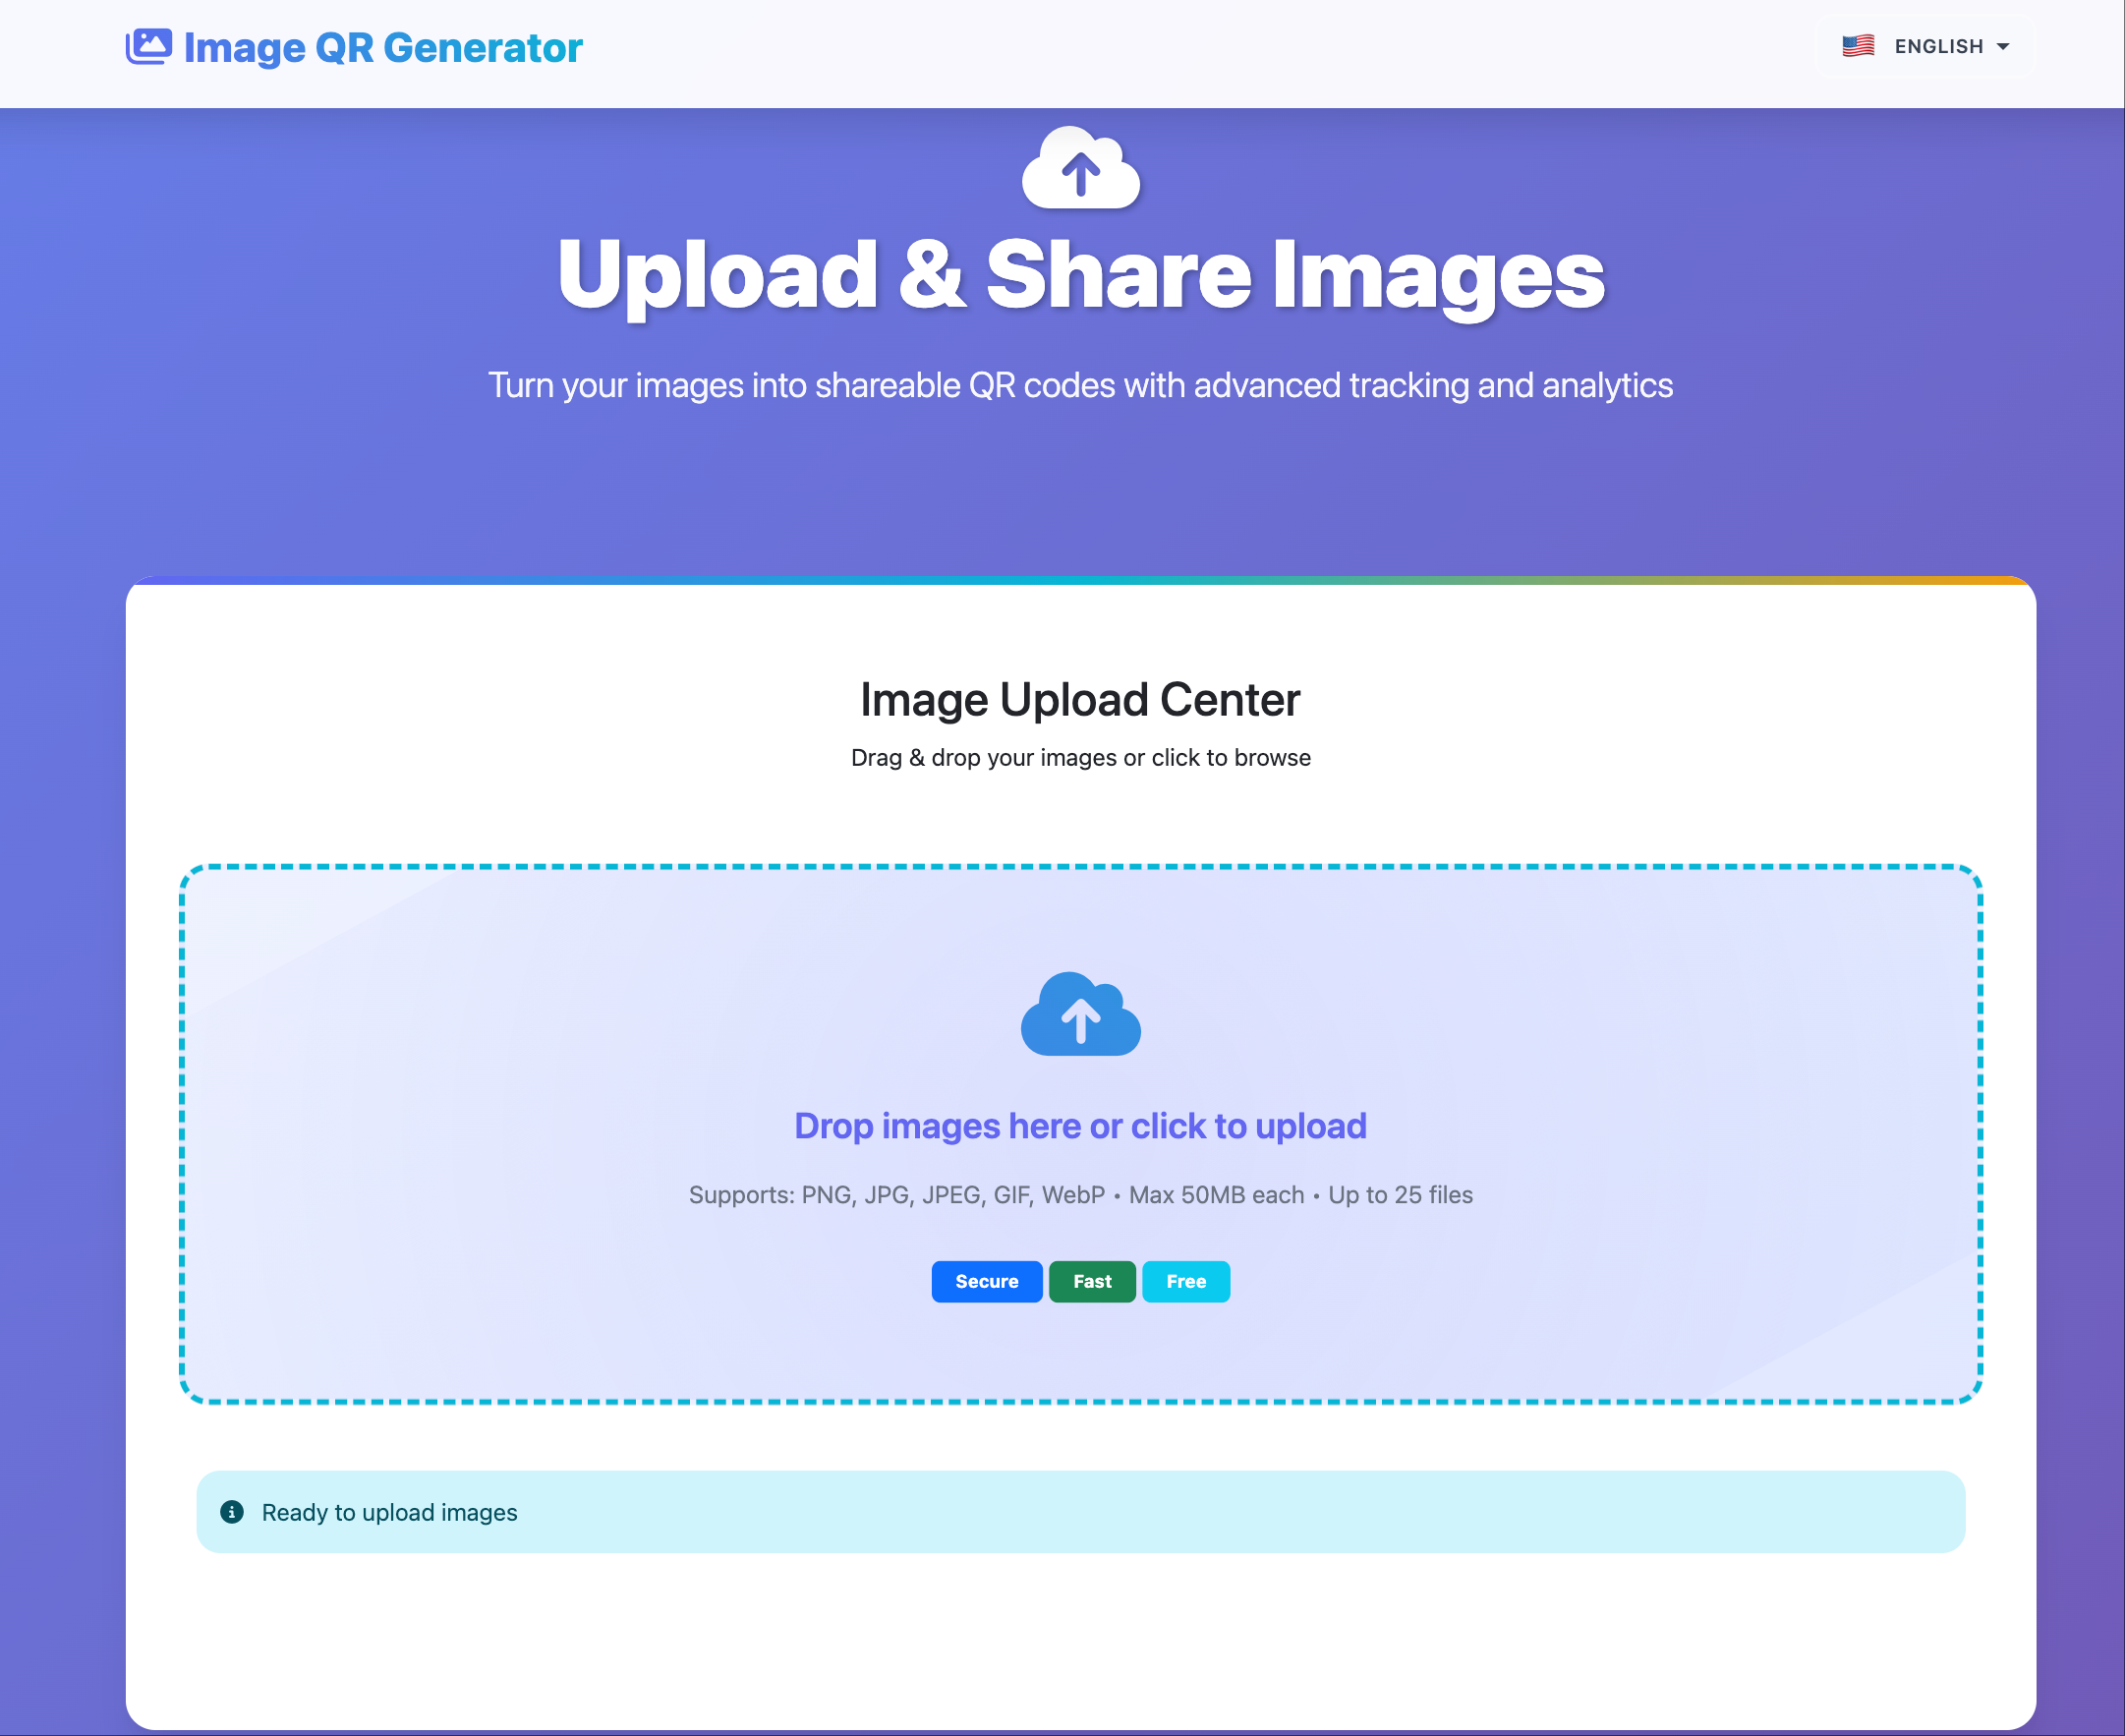 Image QR Generator
ENGLISH
Upload & Share Images
Turn your images into shareable QR codes with advanced tracking and analytics
Image Upload Center
Drag & drop your images or click to browse
Drop images here or click to upload
Supports: PNG, JPG, JPEG, GIF, WebP • Max 50MB each • Up to 25 files
Secure Fast Free
Ready to upload images